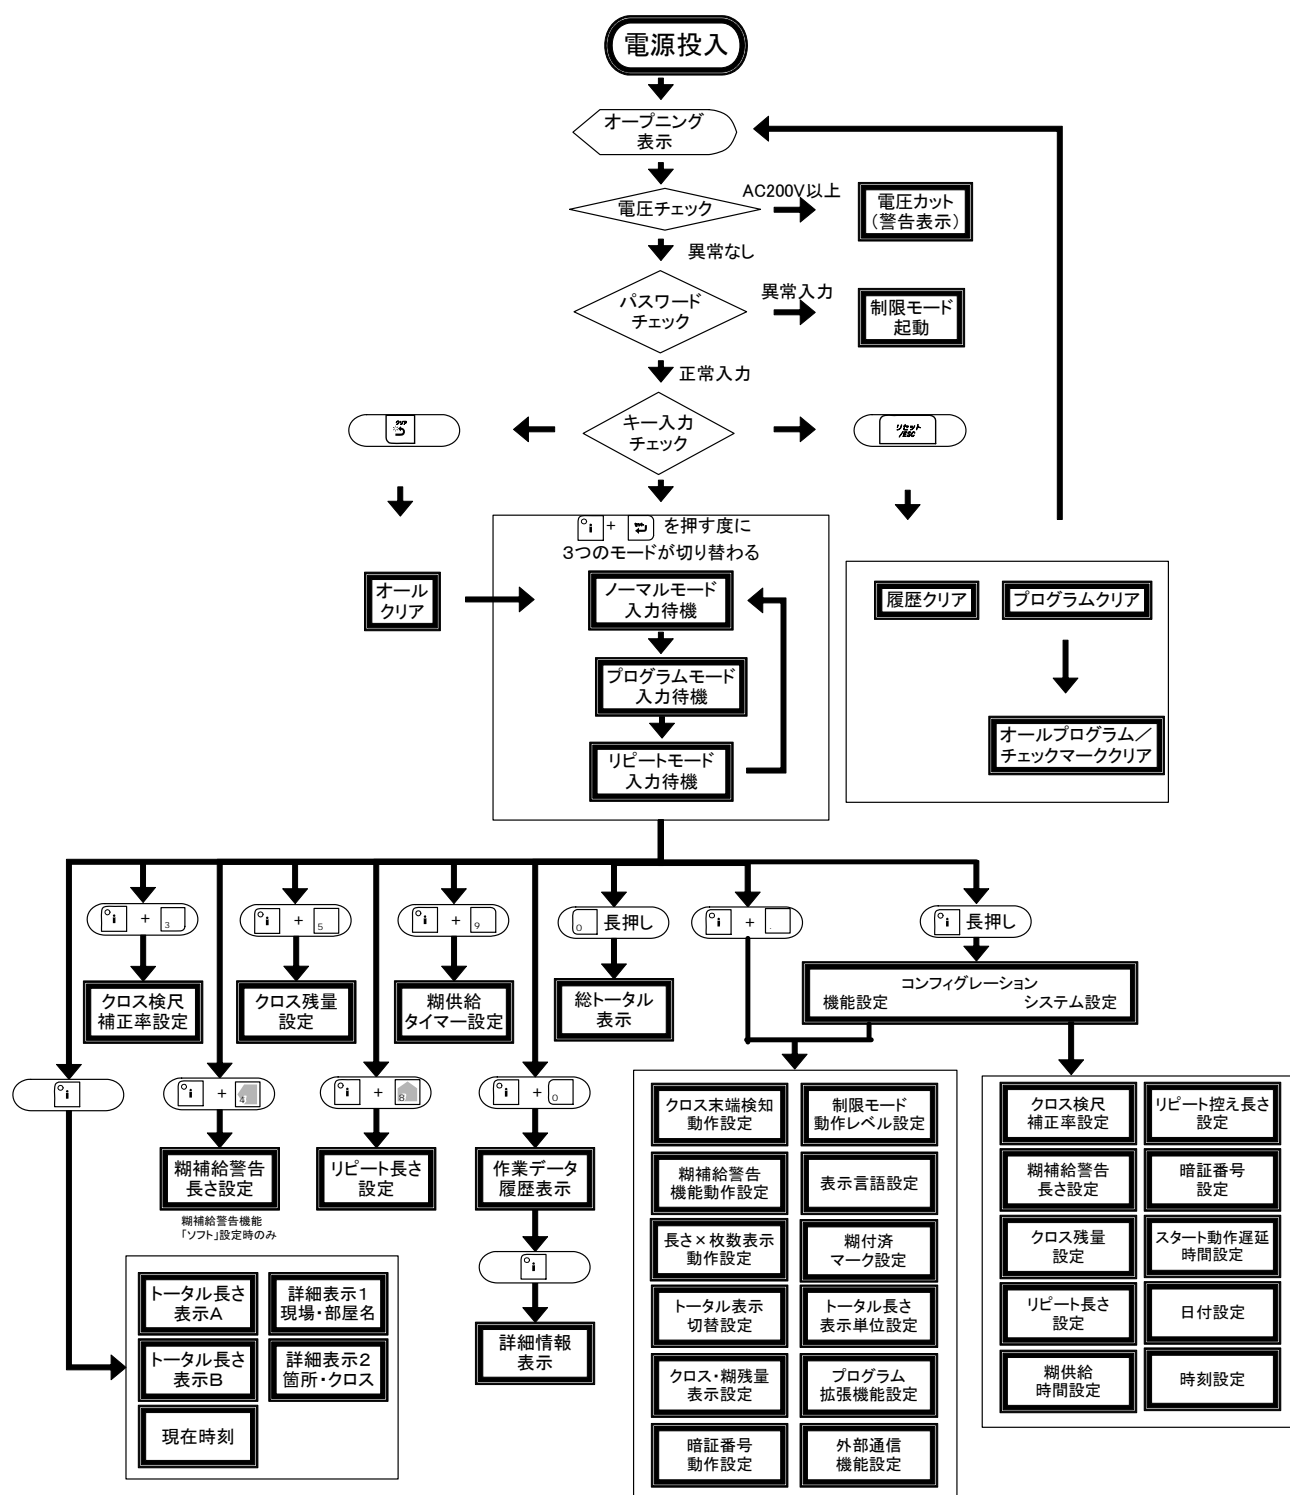 電源投入
オープニング
表示
電圧チェック
AC200V以上
電圧カット
(警告表示)
異常なし
パスワード
チェック
異常入力
制限モード
起動
正常入力
クリア
キー入力
チェック
リセット
/ESC
i + を押す度に
3つのモードが切り替わる
オール
クリア
ノーマルモード
入力待機
プログラムモード
入力待機
リピートモード
入力待機
履歴クリア
プログラムクリア
オールプログラム／
チェックマーククリア
i + 3
i + 5
i + 9
0 長押し
i + .
i 長押し
クロス検尺
補正率設定
クロス残量
設定
糊供給
タイマー設定
総トータル
表示
コンフィグレーション
機能設定 システム設定
i
i + 4
i + 8
i + 0
糊補給警告
長さ設定
糊補給警告機能
「ソフト」設定時のみ
リピート長さ
設定
作業データ
履歴表示
i
詳細情報
表示
トータル長さ
表示A
詳細表示1
現場・部屋名
トータル長さ
表示B
詳細表示2
箇所・クロス
現在時刻
クロス末端検知
動作設定
制限モード
動作レベル設定
糊補給警告
機能動作設定
表示言語設定
長さ×枚数表示
動作設定
糊付済
マーク設定
トータル表示
切替設定
トータル長さ
表示単位設定
クロス・糊残量
表示設定
プログラム
拡張機能設定
暗証番号
動作設定
外部通信
機能設定
クロス検尺
補正率設定
リピート控え長さ
設定
糊補給警告
長さ設定
暗証番号
設定
クロス残量
設定
スタート動作遅延
時間設定
リピート長さ
設定
日付設定
糊供給
時間設定
時刻設定